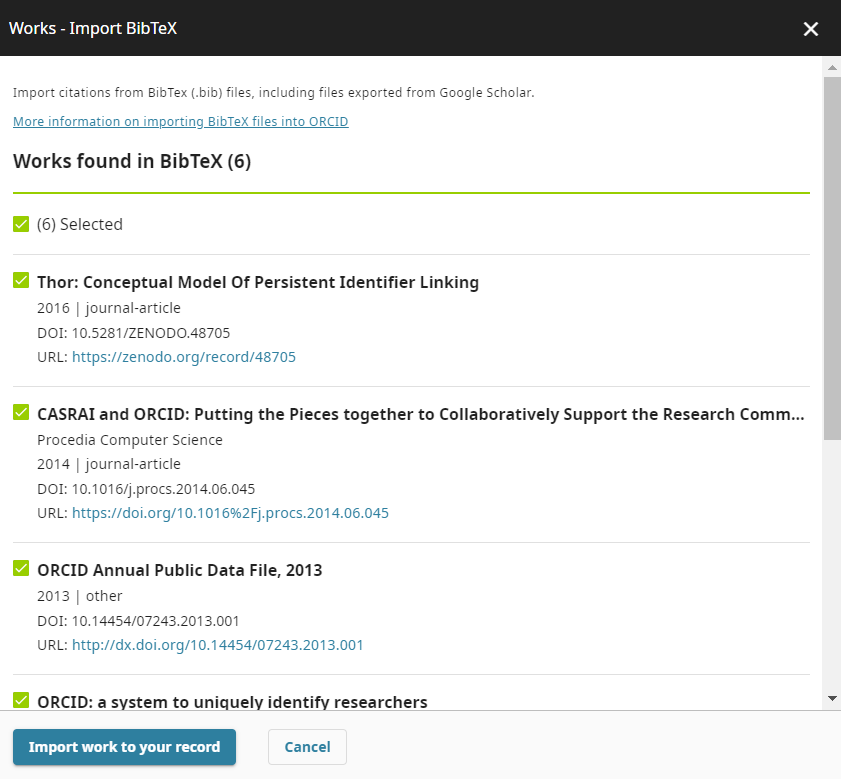 Works - Import BibTeX
Import citations from BibTex (.bib) files, including files exported from Google Scholar.
More information on importing BibTeX files into ORCID
Works found in BibTeX (6)
(6) Selected
Thor: Conceptual Model Of Persistent Identifier Linking
2016 | journal-article
DOI: 10.5281/ZENODO.48705
URL: https://zenodo.org/record/48705
CASRAI and ORCID: Putting the Pieces together to Collaboratively Support the Research Comm...
Procedia Computer Science
2014 | journal-article
DOI: 10.1016/j.procs.2014.06.045
URL: https://doi.org/10.1016%2Fj.procs.2014.06.045
ORCID Annual Public Data File, 2013
2013 | other
DOI: 10.14454/07243.2013.001
URL: http://dx.doi.org/10.14454/07243.2013.001
ORCID: a system to uniquely identify researchers
Import work to your record
Cancel